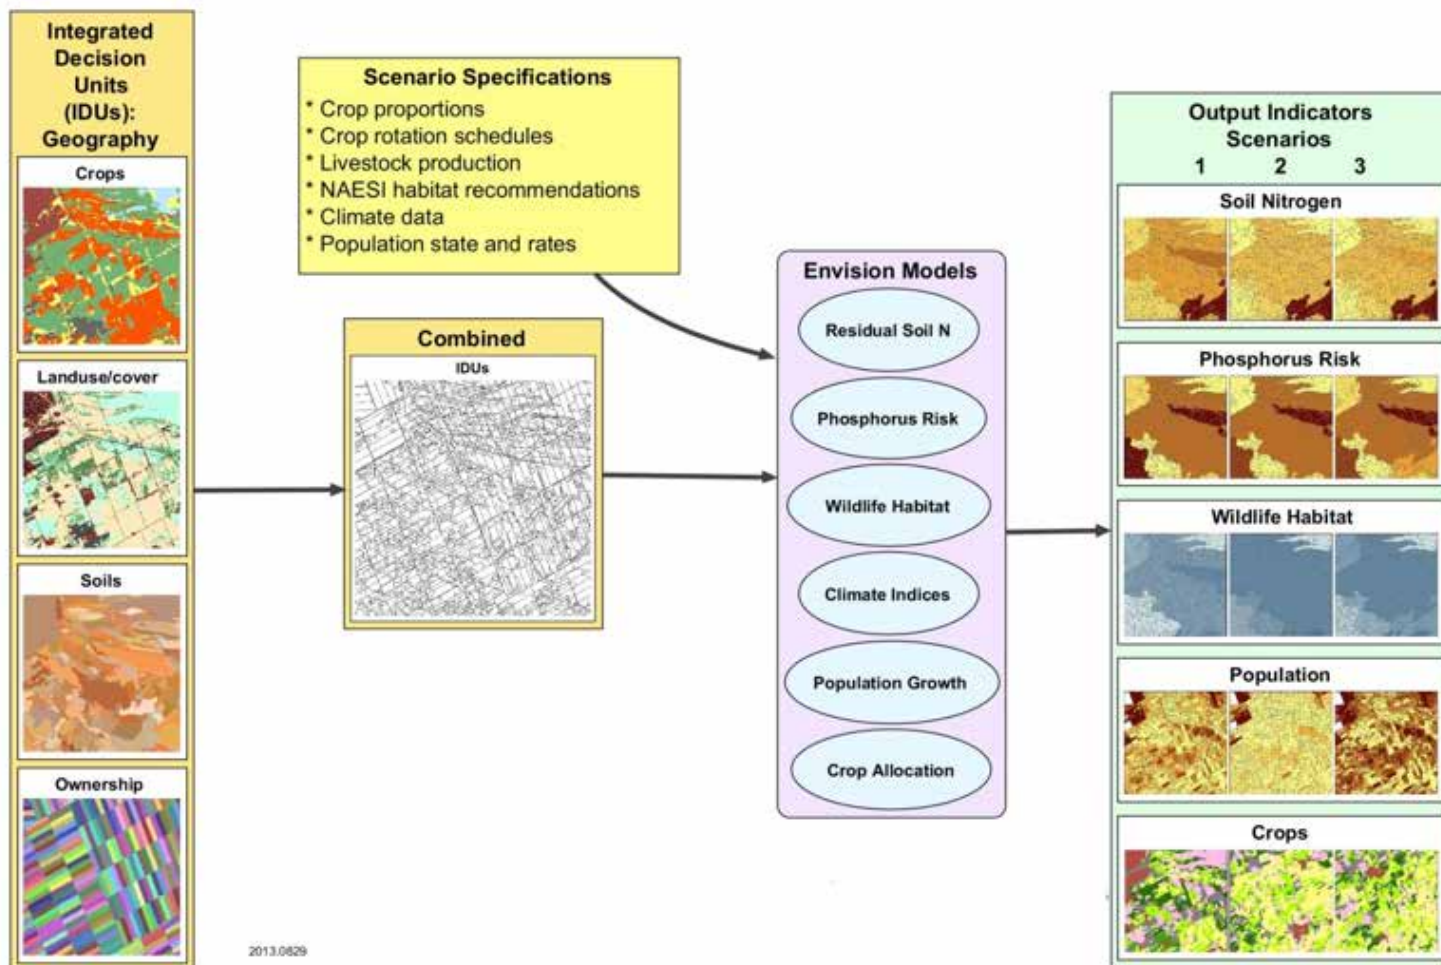 Integrated
Decision
Units
(IDUs):
Geography
Crops
Landuse/cover
Soils
Ownership
Scenario Specifications
* Crop proportions
* Crop rotation schedules
* Livestock production
* NAESI habitat recommendations
* Climate data
* Population state and rates
Combined
IDUs
Envision Models
Residual Soil N
Phosphorus Risk
Wildlife Habitat
Climate Indices
Population Growth
Crop Allocation
Output Indicators
Scenarios
1 2 3
Soil Nitrogen
Phosphorus Risk
Wildlife Habitat
Population
Crops
2013.0829